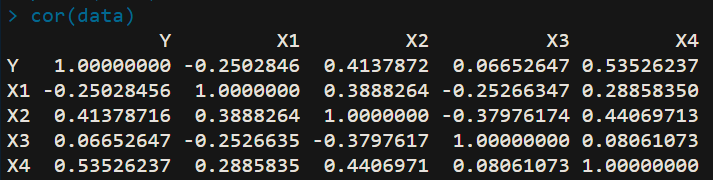 > cor(data)
Y X1 X2 X3 X4
Y 1.00000000 -0.2502846 0.4137872 0.06652647 0.53526237
X1 -0.25028456 1.0000000 0.3888264 -0.25266347 0.28858350
X2 0.41378716 0.3888264 1.0000000 -0.37976174 0.44069713
X3 0.06652647 -0.2526635 -0.3797617 1.00000000 0.08061073
X4 0.53526237 0.2885835 0.4406971 0.08061073 1.00000000